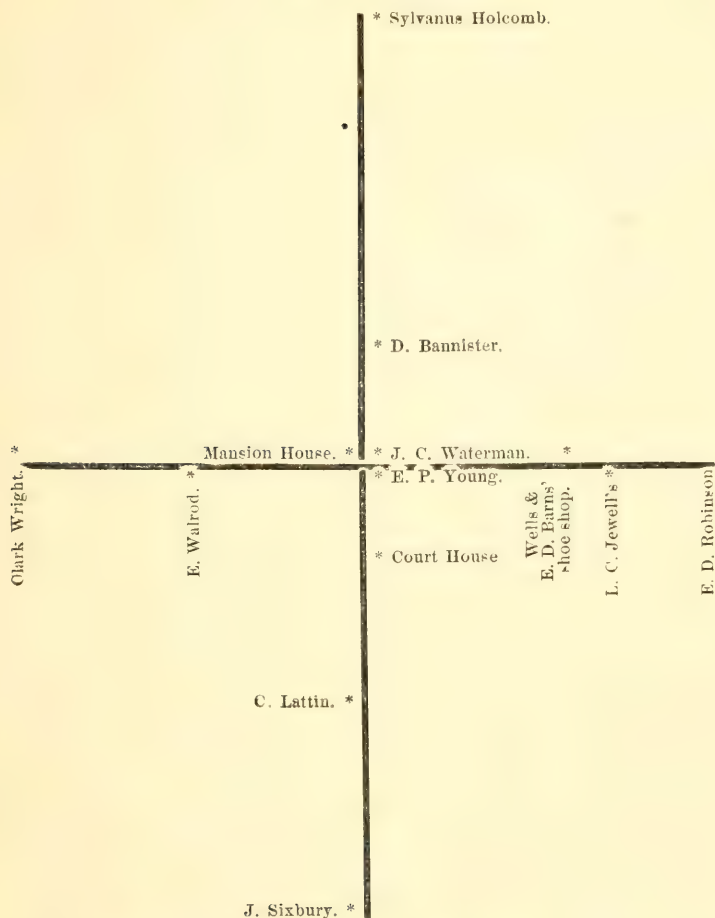 * Sylvanus Holcomb.
* D. Bannister.
Mansion House. * * J. C. Waterman. *
* E. P. Young.
Clark Wright. *
E. Walrod. *
* Court House
Wells &
E. D. Barns'
shoe shop.
L. C. Jewell's *
E. D. Robinson
C. Lattin. *
J. Sixbury. *